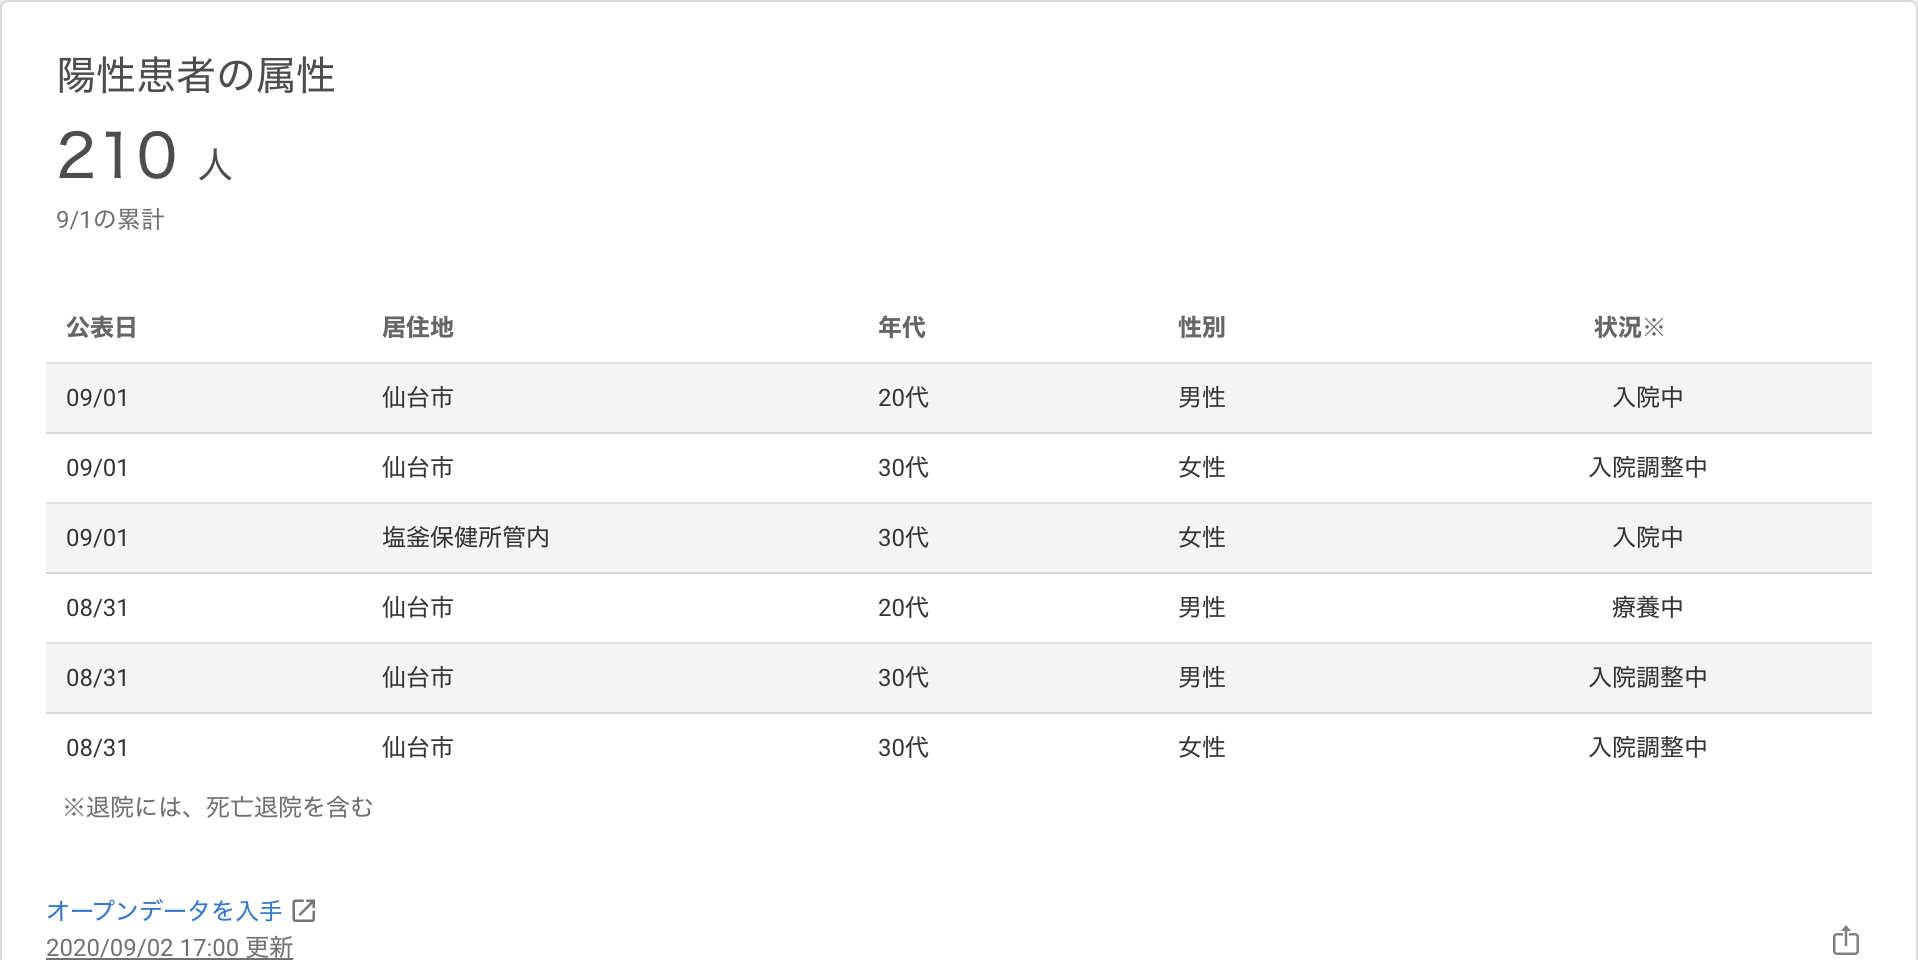 陽性患者の属性
210 人
9/1の累計
公表日 居住地 年代 性別 状況※
09/01 仙台市 20代 男性 入院中
09/01 仙台市 30代 女性 入院調整中
09/01 塩釜保健所管内 30代 女性 入院中
08/31 仙台市 20代 男性 療養中
08/31 仙台市 30代 男性 入院調整中
08/31 仙台市 30代 女性 入院調整中
※退院には、死亡退院を含む
オープンデータを入手
2020/09/02 17:00 更新